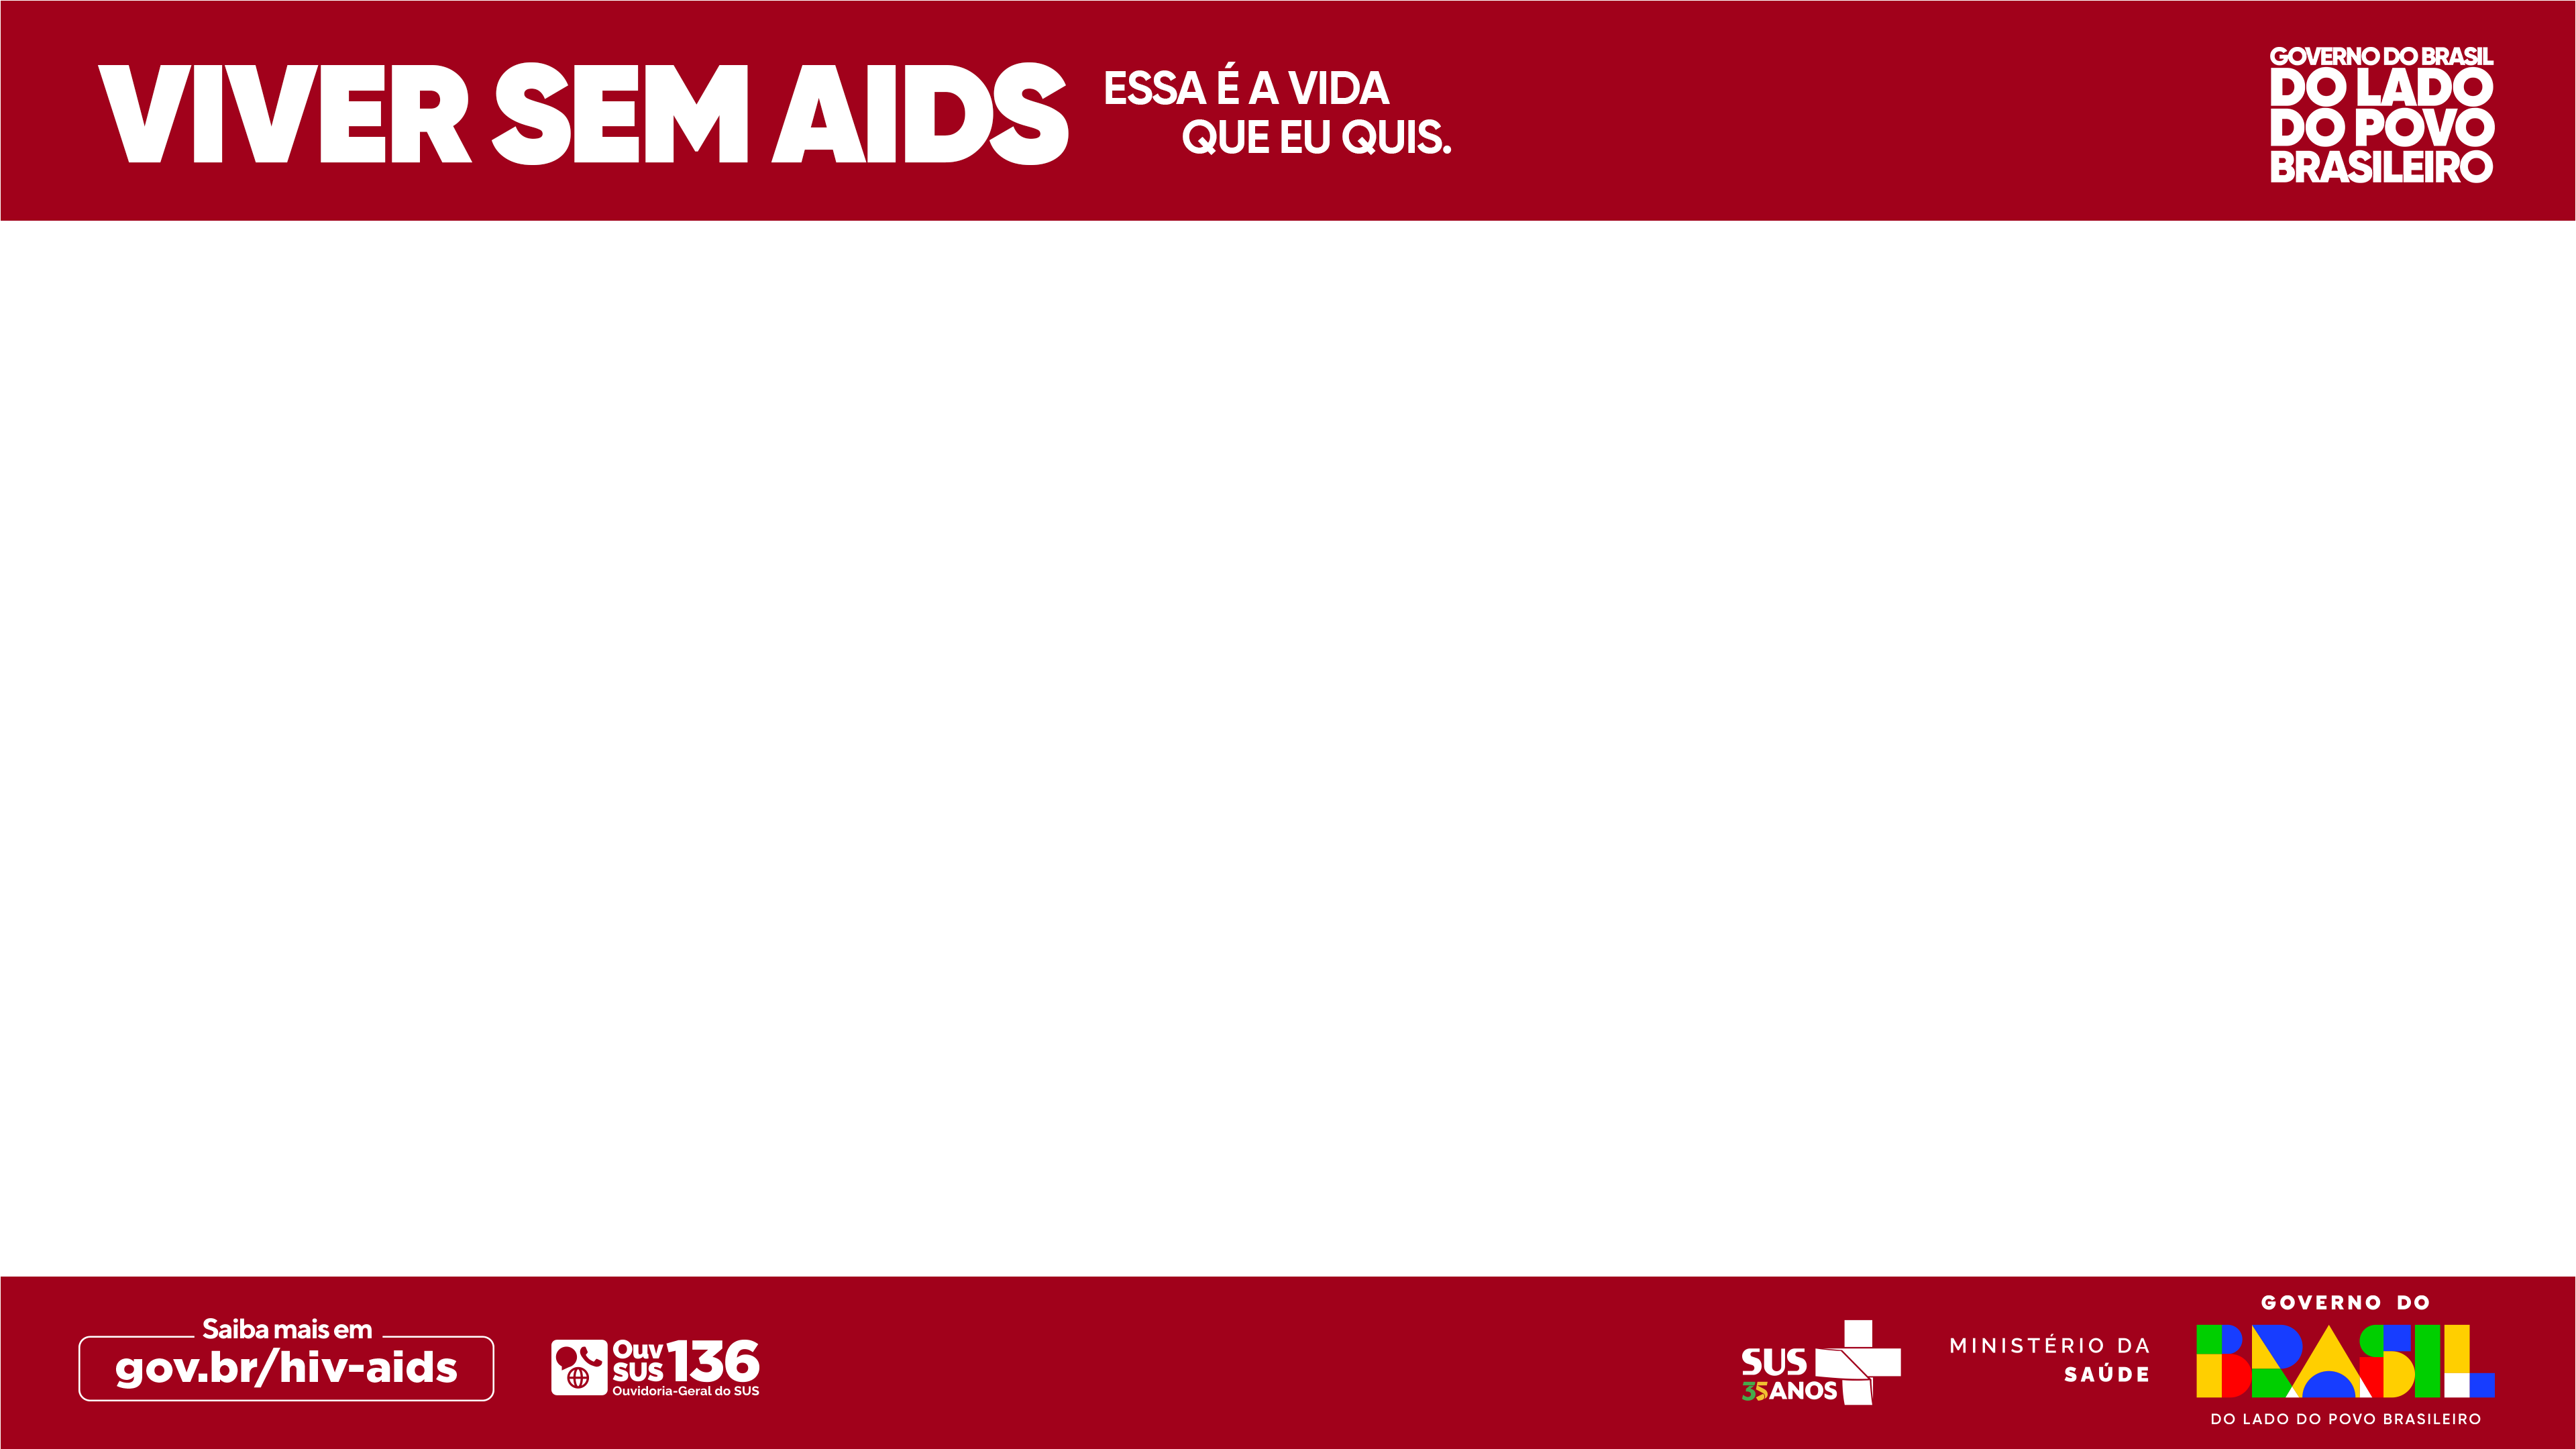 VIVER SEM AIDS
ESSA É A VIDA
QUE EU QUIS.
GOVERNO DO BRASIL
DO LADO
DO POVO
BRASILEIRO
Saiba mais em
gov.br/hiv-aids
Ouv
SUS 136
Ouvidoria-Geral do SUS
SUS
35 ANOS
MINISTÉRIO DA
SAÚDE
GOVERNO DO
BRASIL
DO LADO DO POVO BRASILEIRO